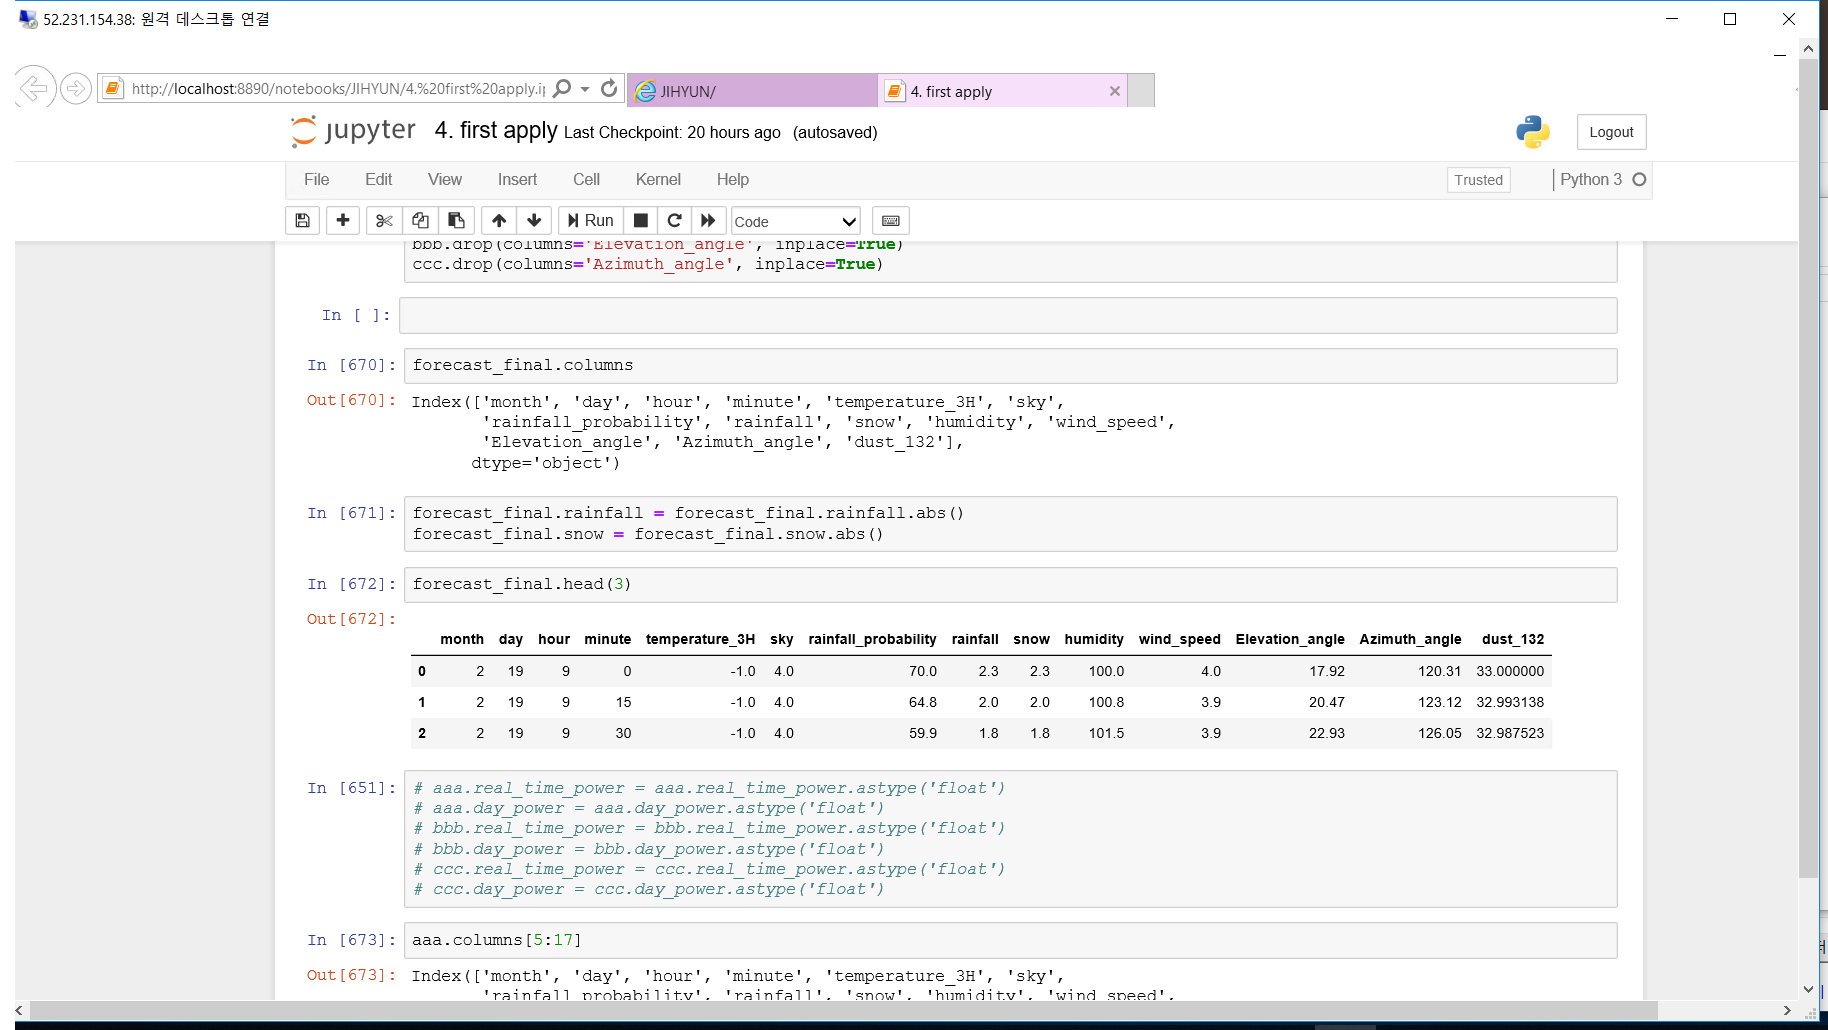 52.231.154.38: 원격 데스크톱 연결
http://localhost:8890/notebooks/JIHYUN/4.%20first%20apply.i
JIHYUN/
4. first apply
jupyter 4. first apply Last Checkpoint: 20 hours ago (autosaved)
Logout
File Edit View Insert Cell Kernel Help
Trusted
Python 3
Run
Code
bbb.drop(columns='Elevation_angle', inplace=True)
ccc.drop(columns='Azimuth_angle', inplace=True)
In [ ]:
In [670]: forecast_final.columns
Out[670]: Index(['month', 'day', 'hour', 'minute', 'temperature_3H', 'sky',
'rainfall_probability', 'rainfall', 'snow', 'humidity', 'wind_speed',
'Elevation_angle', 'Azimuth_angle', 'dust_132'],
dtype='object')
In [671]: forecast_final.rainfall = forecast_final.rainfall.abs()
forecast_final.snow = forecast_final.snow.abs()
In [672]: forecast_final.head(3)
Out[672]:
month day hour minute temperature_3H sky rainfall_probability rainfall snow humidity wind_speed Elevation_angle Azimuth_angle dust_132
0 2 19 9 0 -1.0 4.0 70.0 2.3 2.3 100.0 4.0 17.92 120.31 33.000000
1 2 19 9 15 -1.0 4.0 64.8 2.0 2.0 100.8 3.9 20.47 123.12 32.993138
2 2 19 9 30 -1.0 4.0 59.9 1.8 1.8 101.5 3.9 22.93 126.05 32.987523
In [651]: # aaa.real_time_power = aaa.real_time_power.astype('float')
# aaa.day_power = aaa.day_power.astype('float')
# bbb.real_time_power = bbb.real_time_power.astype('float')
# bbb.day_power = bbb.day_power.astype('float')
# ccc.real_time_power = ccc.real_time_power.astype('float')
# ccc.day_power = ccc.day_power.astype('float')
In [673]: aaa.columns[5:17]
Out[673]: Index(['month', 'day', 'hour', 'minute', 'temperature_3H', 'sky',
'rainfall_probability', 'rainfall', 'snow', 'humidity', 'wind_speed',